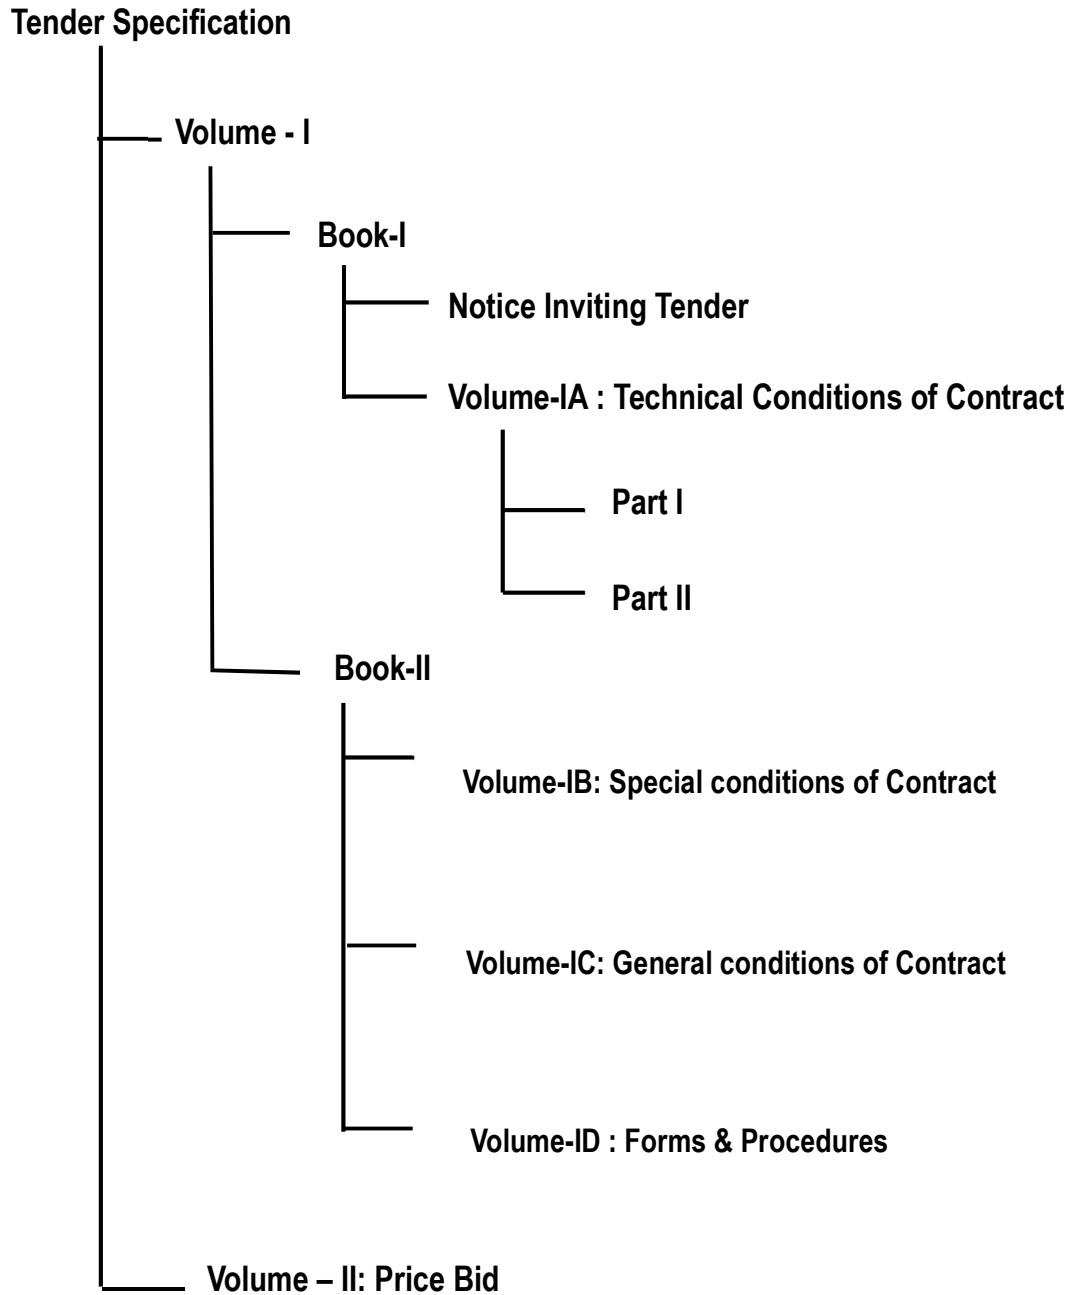 Tender Specification
Volume - I
Book-I
Notice Inviting Tender
Volume-IA : Technical Conditions of Contract
Part I
Part II
Book-II
Volume-IB: Special conditions of Contract
Volume-IC: General conditions of Contract
Volume-ID : Forms & Procedures
Volume – II: Price Bid